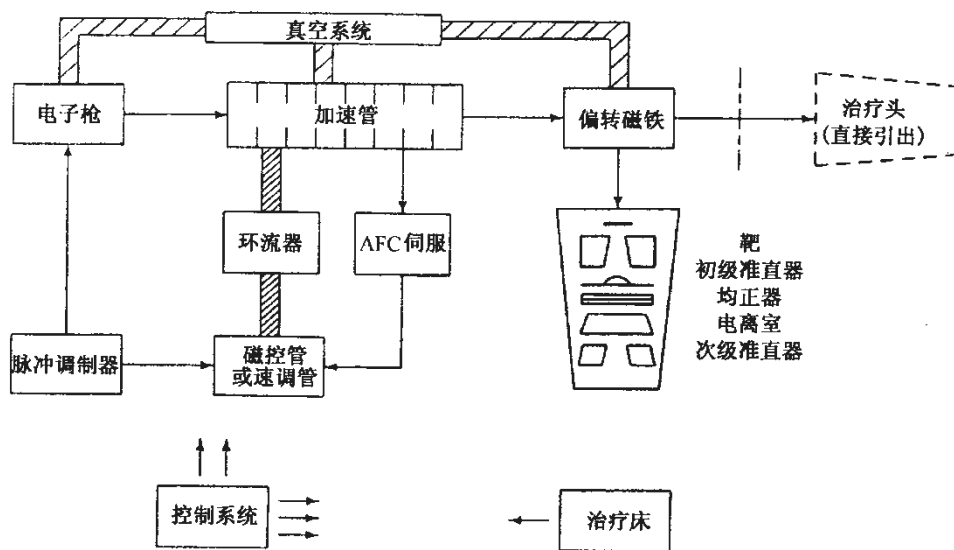 真空系统
电子枪
加速管
偏转磁铁
治疗头
(直接引出)
环流器
AFC伺服
靶
初级准直器
均正器
电离室
次级准直器
脉冲调制器
磁控管
或速调管
控制系统
治疗床